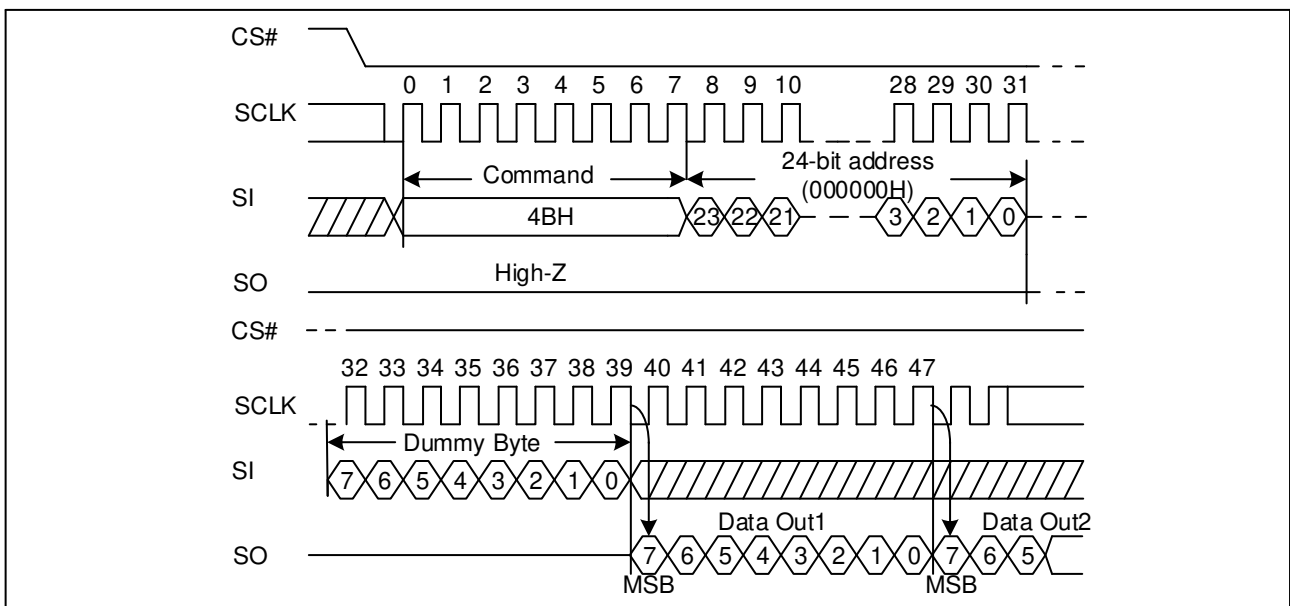 CS#
0 1 2 3 4 5 6 7 8 9 10 28 29 30 31
SCLK
Command 24-bit address
(000000H)
SI
4BH 23 22 21 3 2 1 0
High-Z
SO
CS#
32 33 34 35 36 37 38 39 40 41 42 43 44 45 46 47
SCLK
Dummy Byte
SI
7 6 5 4 3 2 1 0
Data Out1 Data Out2
SO
7 6 5 4 3 2 1 0 7 6 5
MSB MSB